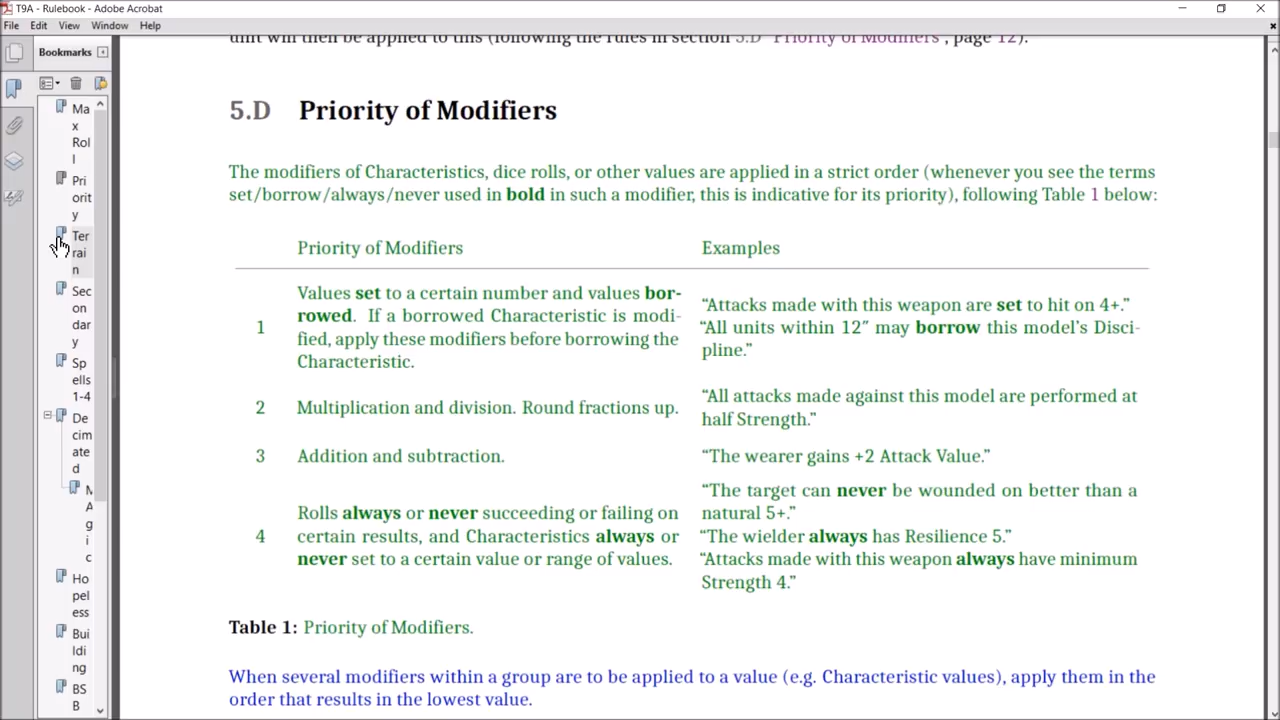 T9A - Rulebook - Adobe Acrobat
File Edit View Window Help
Bookmarks
Ma
x
Rol
l
Pri
orit
y
Ter
rai
n
Sec
on
dar
y
Sp
ells
1-4
De
cim
ate
d
M
A
g
i
c
Ho
pel
ess
Bui
ldi
ng
BS
B
unit will then be applied to this (following the rules in section 5.D "Priority of Modifiers", page 12).
5.D Priority of Modifiers
The modifiers of Characteristics, dice rolls, or other values are applied in a strict order (whenever you see the terms
set/borrow/always/never used in bold in such a modifier, this is indicative for its priority), following Table 1 below:
Priority of Modifiers Examples
1
Values set to a certain number and values bor-
rowed. If a borrowed Characteristic is modi-
fied, apply these modifiers before borrowing the
Characteristic.
“Attacks made with this weapon are set to hit on 4+.”
“All units within 12″ may borrow this model's Disci-
pline.”
2 Multiplication and division. Round fractions up.
“All attacks made against this model are performed at
half Strength.”
3 Addition and subtraction. “The wearer gains +2 Attack Value.”
4
Rolls always or never succeeding or failing on
certain results, and Characteristics always or
never set to a certain value or range of values.
“The target can never be wounded on better than a
natural 5+.”
“The wielder always has Resilience 5.”
“Attacks made with this weapon always have minimum
Strength 4.”
Table 1: Priority of Modifiers.
When several modifiers within a group are to be applied to a value (e.g. Characteristic values), apply them in the
order that results in the lowest value.